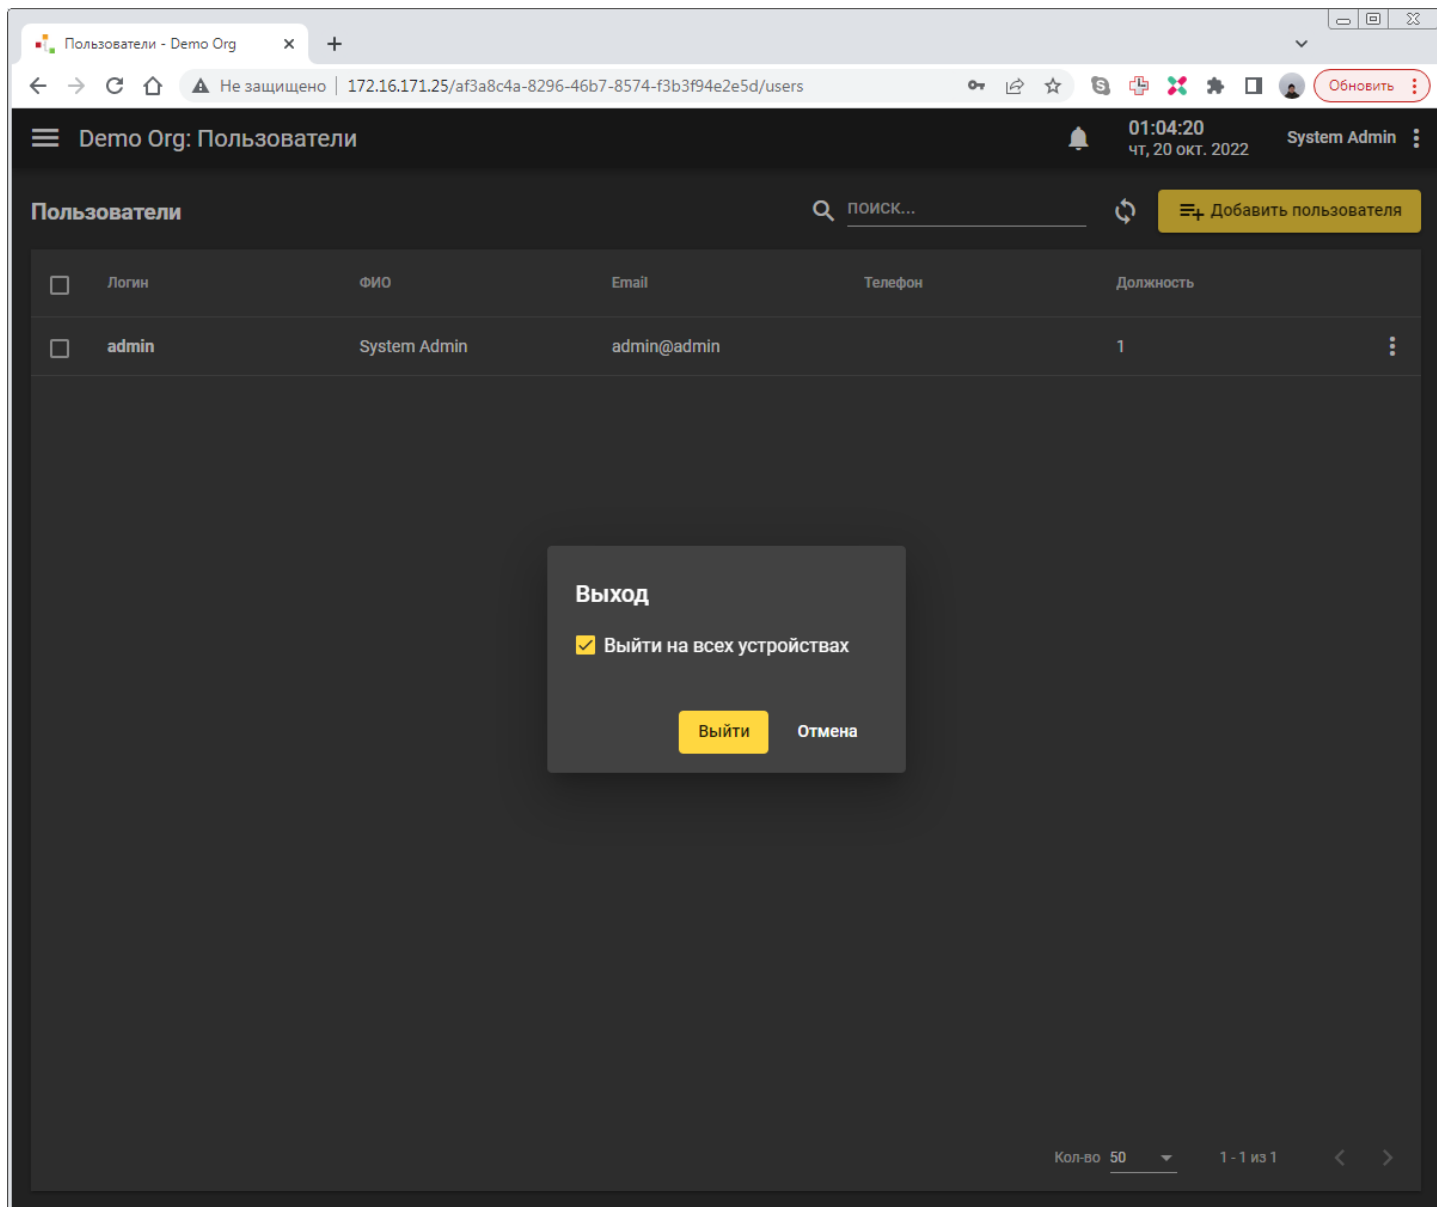 Пользователи - Demo Org
Не защищено | 172.16.171.25/af3a8c4a-8296-46b7-8574-f3b3f94e2e5d/users
Обновить
Demo Org: Пользователи
01:04:20
чт, 20 окт. 2022
System Admin
Пользователи
поиск...
Добавить пользователя
Логин ФИО Email Телефон Должность
admin System Admin admin@admin 1
Выход
Выйти на всех устройствах
Выйти Отмена
Кол-во 50 1 - 1 из 1